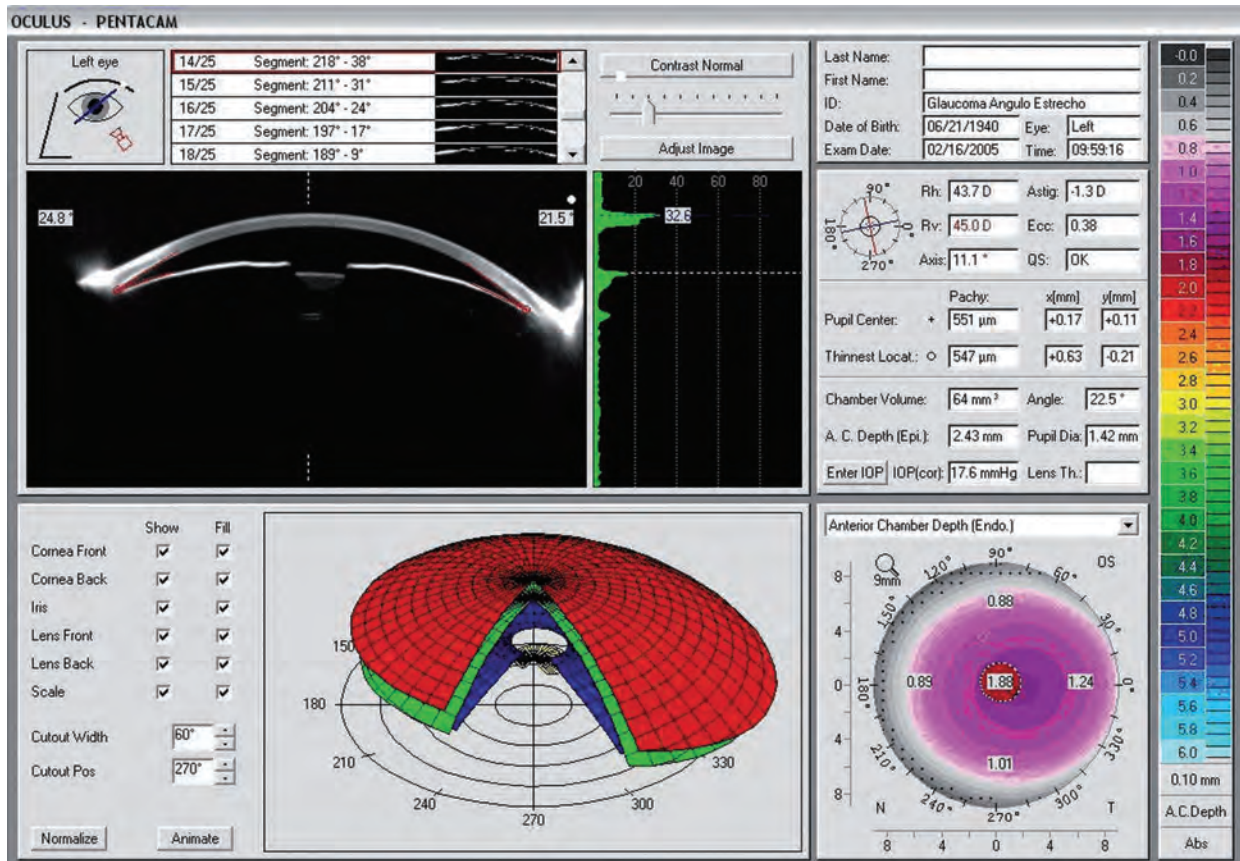 OCULUS - PENTACAM
Left eye
14/25 Segment: 218° - 38°
15/25 Segment: 211° - 31°
16/25 Segment: 204° - 24°
17/25 Segment: 197° - 17°
18/25 Segment: 189° - 9°
Contrast Normal
Adjust Image
24.8 °
21.5 °
20 40 60 80
32.6
Last Name:
First Name:
ID: Glaucoma Angulo Estrecho
Date of Birth: 06/21/1940 Eye: Left
Exam Date: 02/16/2005 Time: 09:59:16
90°
180°
0°
270°
Rh: 43.7 D Astig: -1.3 D
Rv: 45.0 D Ecc: 0.38
Axis: 11.1 ° QS: OK
Pachy: x[mm] y[mm]
Pupil Center: + 551 µm +0.17 +0.11
Thinnest Locat.: O 547 µm +0.63 -0.21
Chamber Volume: 64 mm³ Angle: 22.5 °
A. C. Depth (Epi.): 2.43 mm Pupil Dia: 1.42 mm
Enter IOP IOP(cor): 17.6 mmHg Lens Th.:
Show Fill
Cornea Front
Cornea Back
Iris
Lens Front
Lens Back
Scale
Cutout Width 60°
Cutout Pos 270°
Normalize Animate
150
180
210
240
270
300
330
Anterior Chamber Depth (Endo.)
9mm
OS
90°
120° 60°
150° 30°
180° 0°
210° 330°
240° 300°
270°
8
4
0
4
8
0.88
0.89 1.88 1.24
1.01
N T
8 4 0 4 8
-0.0
0.2
0.4
0.6
0.8
1.0
1.4
1.6
1.8
2.0
2.2
2.4
2.6
2.8
3.0
3.2
3.4
3.6
3.8
4.0
4.2
4.4
4.6
4.8
5.0
5.2
5.4
5.6
5.8
6.0
0.10 mm
A.C.Depth
Abs